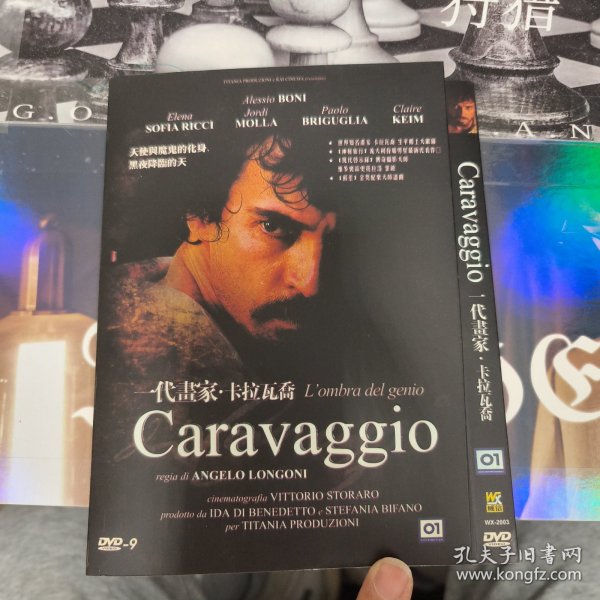 狩猎
TITANIA PRODUZIONI e RAI CINEMA
Alessio BONI
Elena SOFIA RICCI
Jordi MOLLA
Paolo BRIGUGLIA
Claire KEIM
天使與魔鬼的化身,
黑夜降臨的天
一代畫家·卡拉瓦喬 L'ombra del genio
Caravaggio
regia di ANGELO LONGONI
cinematografia VITTORIO STORARO
prodotto da IDA DI BENEDETTO e STEFANIA BIFANO
per TITANIA PRODUZIONI
DVD-9
01
Caravaggio 一代畫家·卡拉瓦喬
01
WX
WX-2003
DVD
孔夫子旧书网
www.kongfz.com